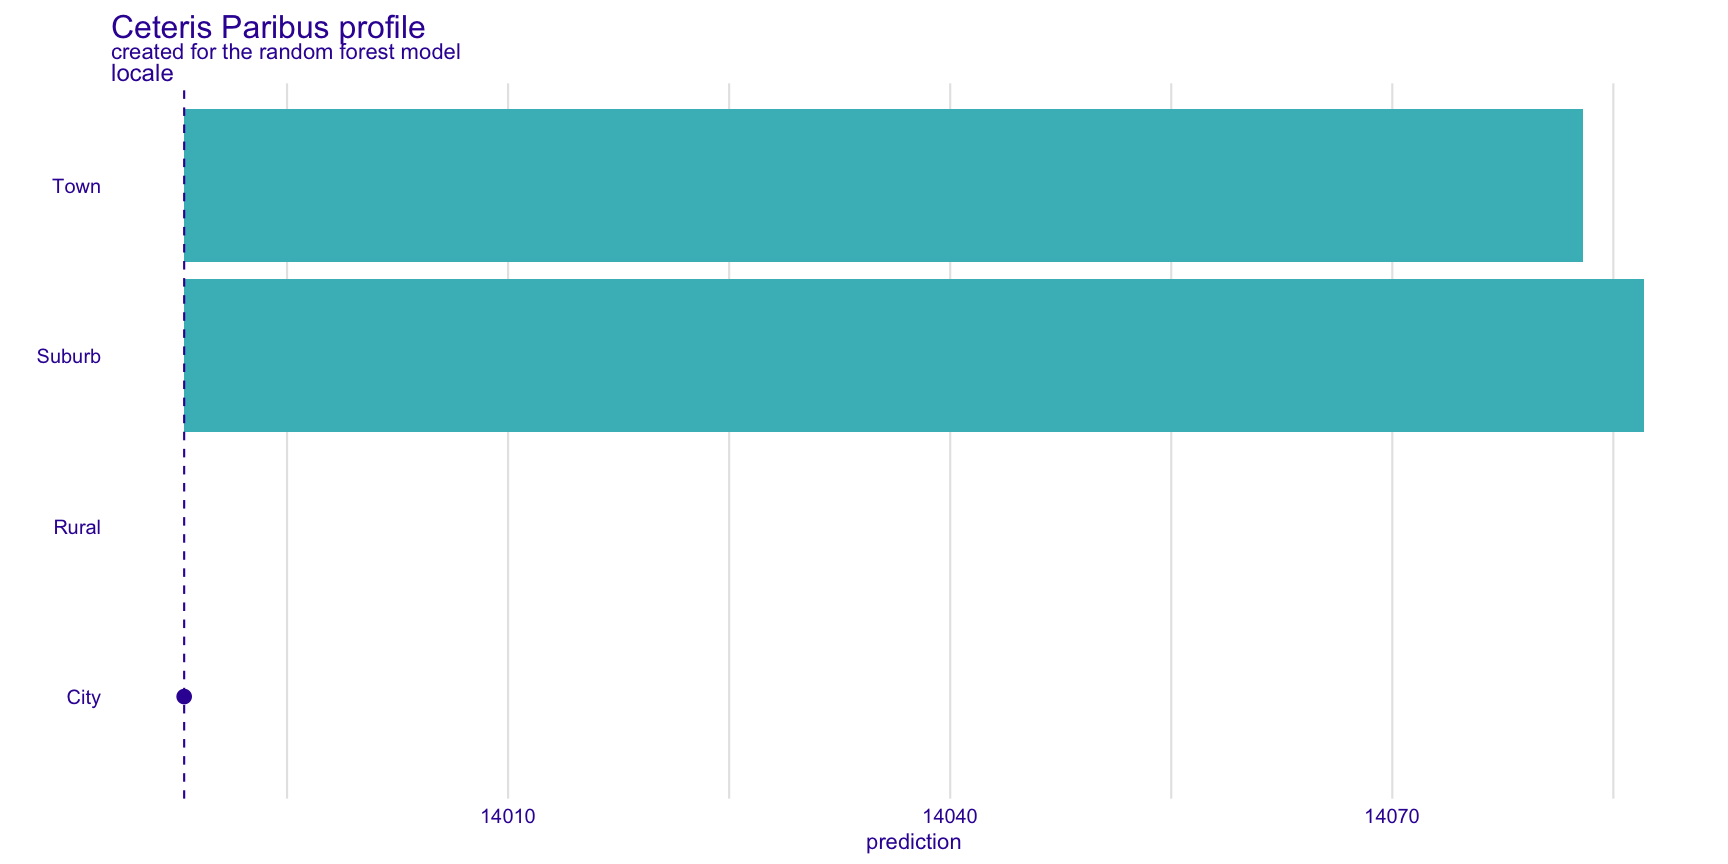 Ceteris Paribus profile
created for the random forest model
locale
Town
Suburb
Rural
City
14010 14040 14070
prediction